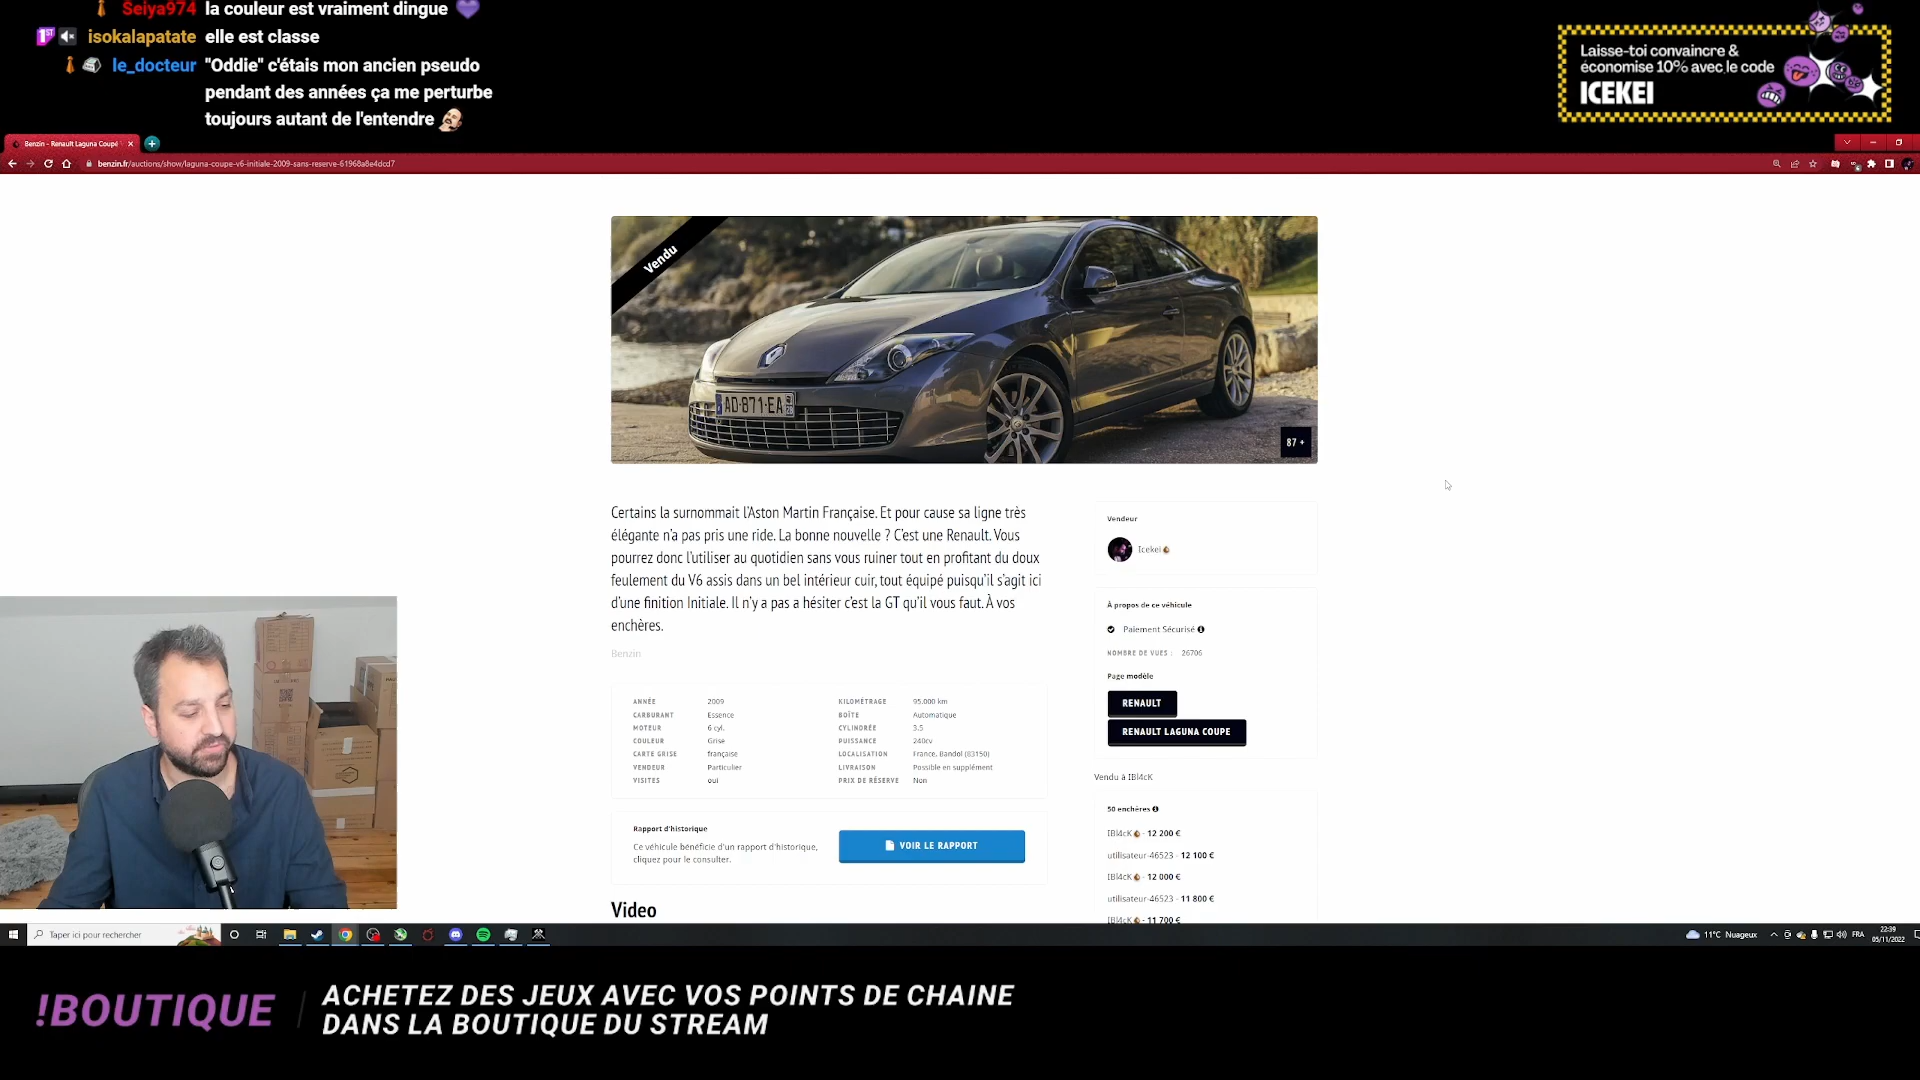 Seiya974 la couleur est vraiment dingue
isokalapatate elle est classe
le_docteur "Oddie" c'étais mon ancien pseudo
pendant des années ça me perturbe
toujours autant de l'entendre
Laisse-toi convaincre &
économise 10% avec le code
ICEKEI
Benzin - Renault Laguna Coupé
benzin.fr/auctions/show/laguna-coupe-v6-initiale-2009-sans-reserve-61968a8e4dcd7
Vendu
AD-871-EA
87 +
Certains la surnommait l'Aston Martin Française. Et pour cause sa ligne très
élégante n'a pas pris une ride. La bonne nouvelle ? C'est une Renault. Vous
pourrez donc l'utiliser au quotidien sans vous ruiner tout en profitant du doux
feulement du V6 assis dans un bel intérieur cuir, tout équipé puisqu'il s'agit ici
d'une finition Initiale. Il n'y a pas a hésiter c'est la GT qu'il vous faut. À vos
enchères.
Benzin
ANNÉE 2009
CARBURANT Essence
MOTEUR 6 cyl.
COULEUR Grise
CARTE GRISE française
VENDEUR Particulier
VISITES oui
KILOMÉTRAGE 95.000 km
BOÎTE Automatique
CYLINDRÉE 3.5
PUISSANCE 240cv
LOCALISATION France, Bandol (83150)
LIVRAISON Possible en supplément
PRIX DE RÉSERVE Non
Rapport d'historique
Ce véhicule bénéficie d'un rapport d'historique,
cliquez pour le consulter.
VOIR LE RAPPORT
Video
Vendeur
Icekei
À propos de ce véhicule
Paiement Sécurisé
NOMBRE DE VUES : 26706
Page modèle
RENAULT
RENAULT LAGUNA COUPE
Vendu à IBl4cK
50 enchères
IBl4cK - 12 200 €
utilisateur-46523 - 12 100 €
IBl4cK - 12 000 €
utilisateur-46523 - 11 800 €
IBl4cK - 11 700 €
Taper ici pour rechercher
11°C Nuageux
FRA
22:39
05/11/2022
!BOUTIQUE
ACHETEZ DES JEUX AVEC VOS POINTS DE CHAINE
DANS LA BOUTIQUE DU STREAM